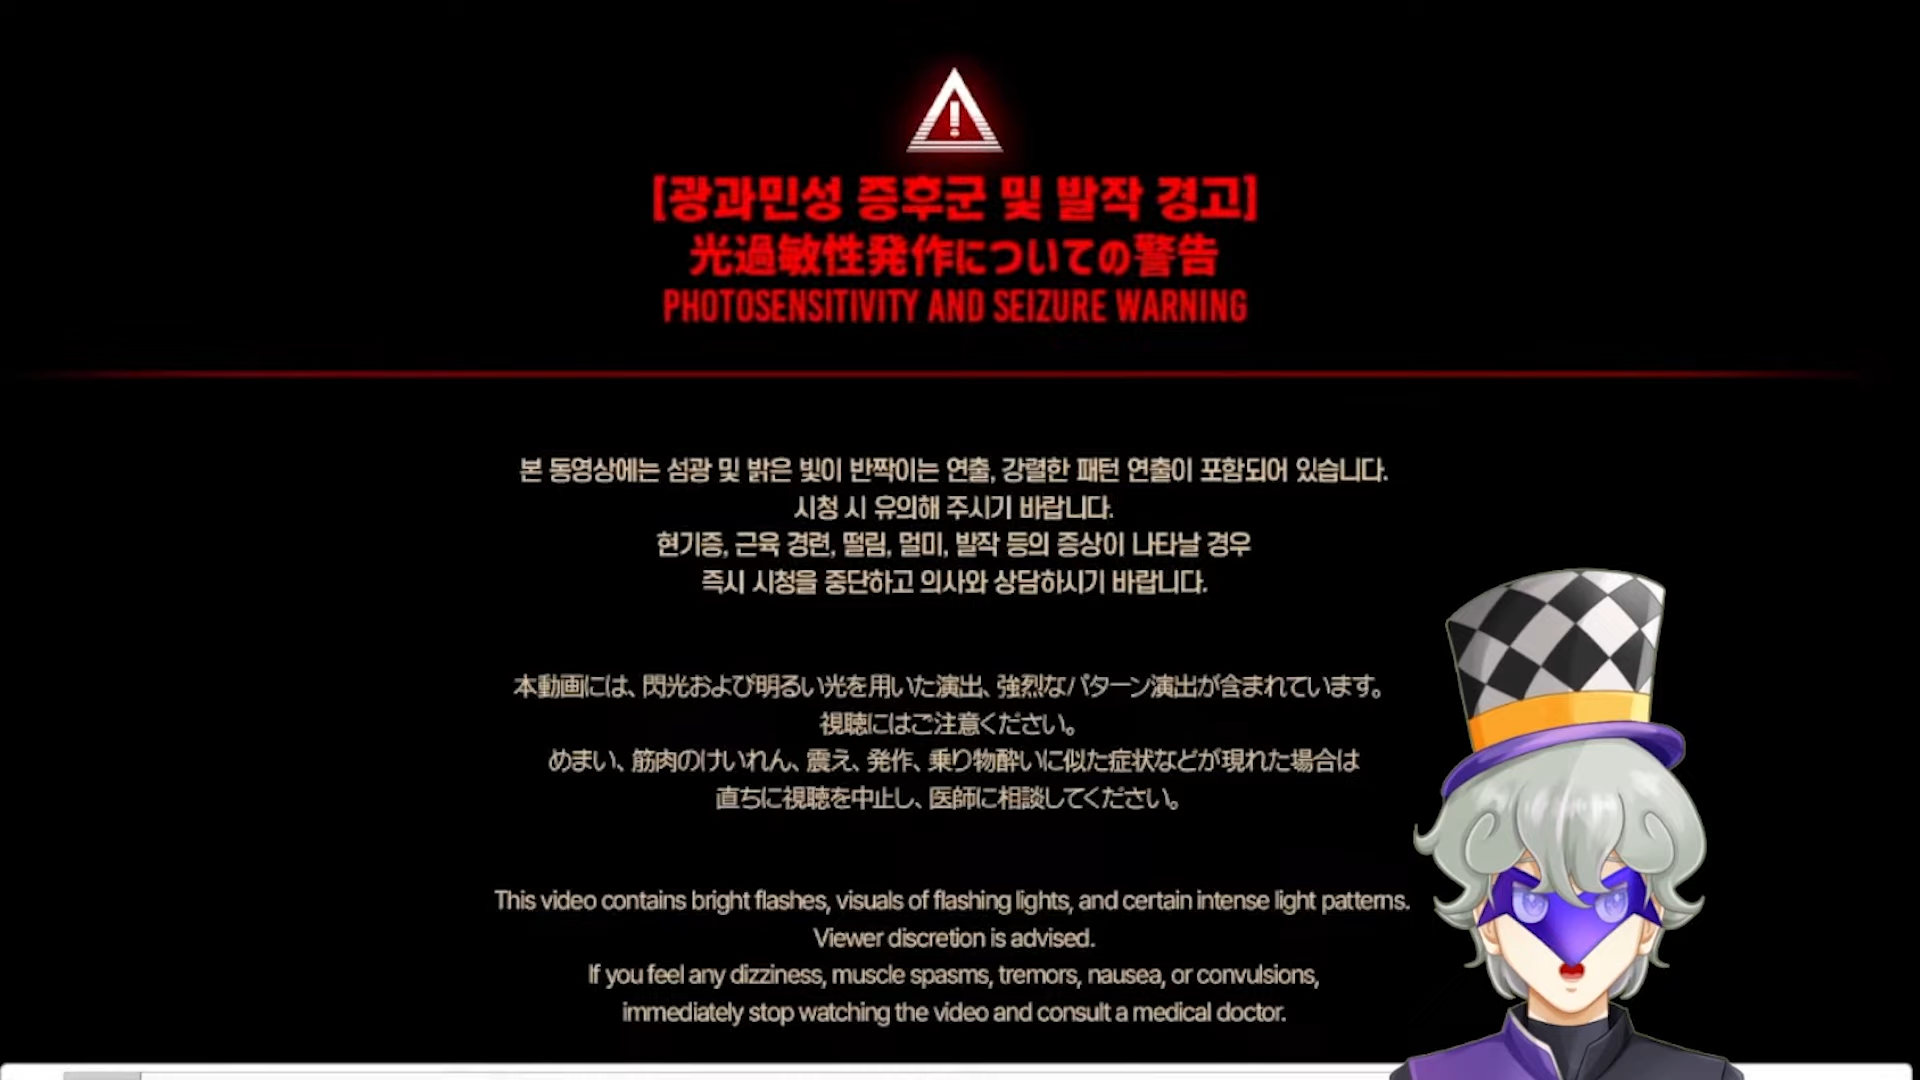 [광과민성 증후군 및 발작 경고]
光過敏性発作についての警告
PHOTOSENSITIVITY AND SEIZURE WARNING
본 동영상에는 섬광 및 밝은 빛이 반짝이는 연출, 강렬한 패턴 연출이 포함되어 있습니다.
시청 시 유의해 주시기 바랍니다.
현기증, 근육 경련, 떨림, 멀미, 발작 등의 증상이 나타날 경우
즉시 시청을 중단하고 의사와 상담하시기 바랍니다.
本動画には、閃光および明るい光を用いた演出、強烈なパターン演出が含まれています。
視聴にはご注意ください。
めまい、筋肉のけいれん、震え、発作、乗り物酔いに似た症状などが現れた場合は
直ちに視聴を中止し、医師に相談してください。
This video contains bright flashes, visuals of flashing lights, and certain intense light patterns.
Viewer discretion is advised.
If you feel any dizziness, muscle spasms, tremors, nausea, or convulsions,
immediately stop watching the video and consult a medical doctor.